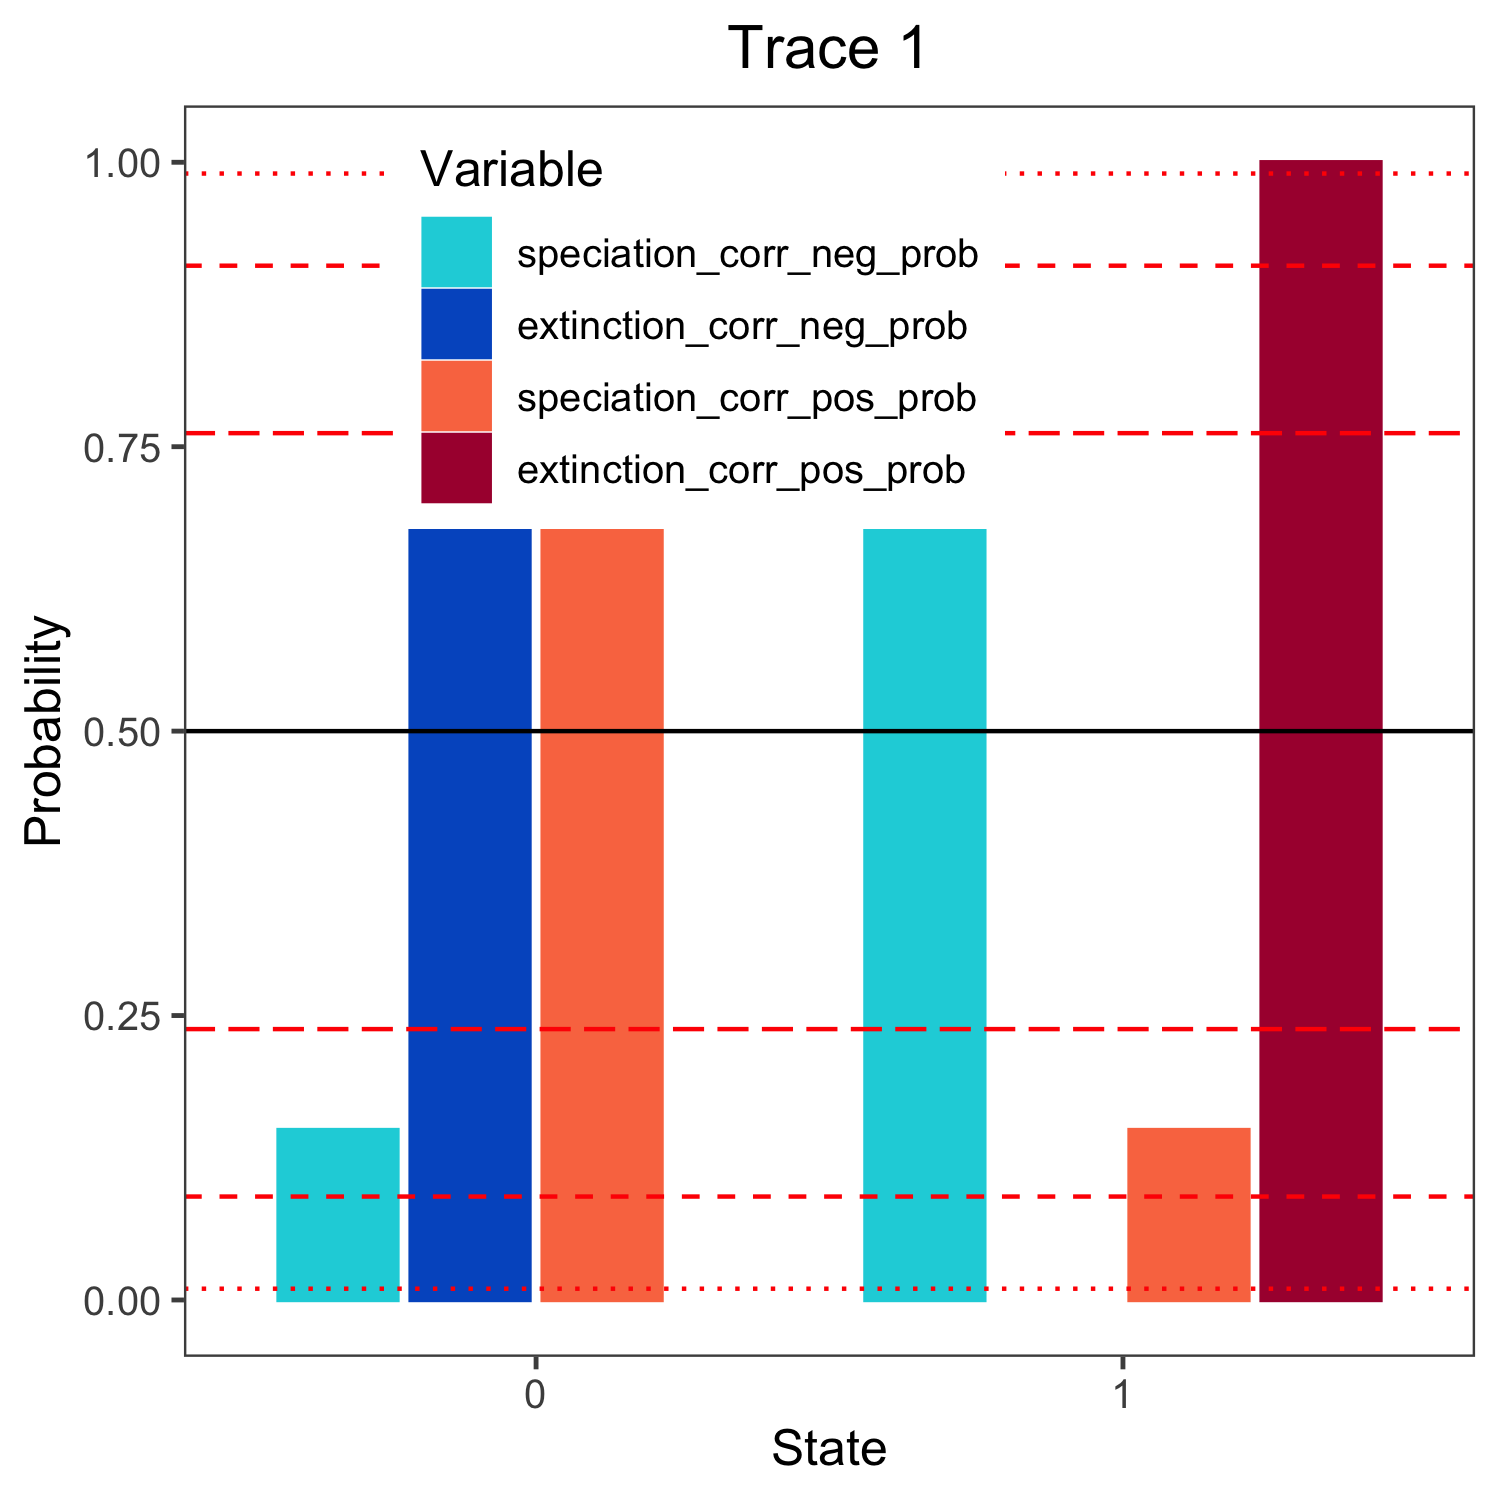 Trace 1
Variable
speciation_corr_neg_prob
extinction_corr_neg_prob
speciation_corr_pos_prob
extinction_corr_pos_prob
Probability
1.00
0.75
0.50
0.25
0.00
0 1
State